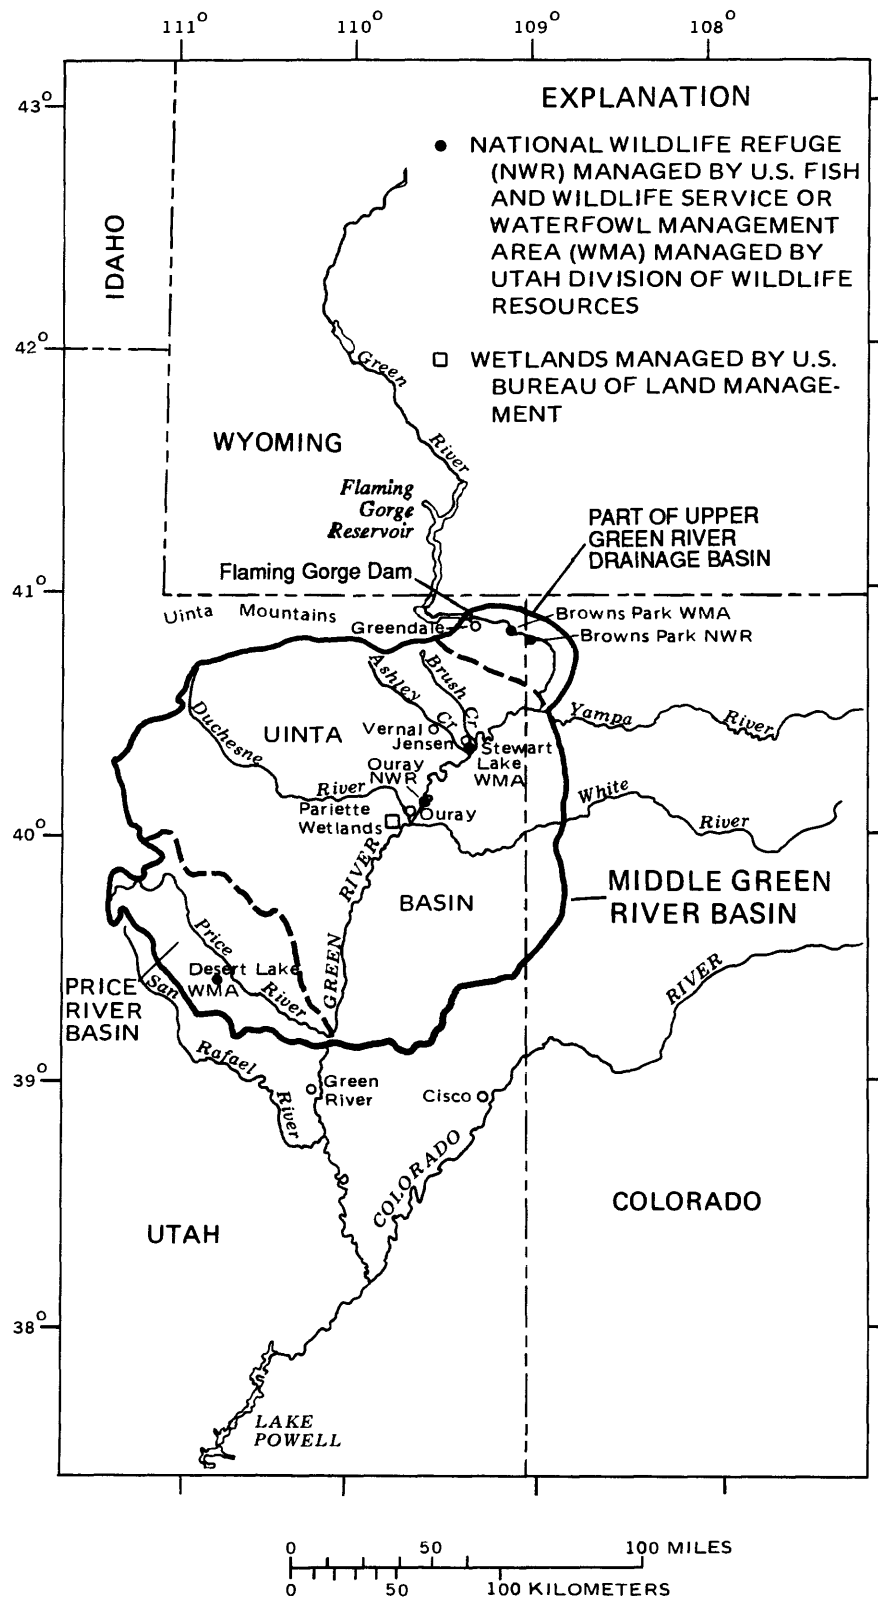 111° 110° 109° 108°
43°
EXPLANATION
NATIONAL WILDLIFE REFUGE
(NWR) MANAGED BY U.S. FISH
AND WILDLIFE SERVICE OR
WATERFOWL MANAGEMENT
AREA (WMA) MANAGED BY
UTAH DIVISION OF WILDLIFE
RESOURCES
IDAHO
42°
WETLANDS MANAGED BY U.S.
BUREAU OF LAND MANAGE-
MENT
Green
River
WYOMING
Flaming
Gorge
Reservoir
PART OF UPPER
GREEN RIVER
DRAINAGE BASIN
Flaming Gorge Dam
41°
Uinta Mountains
Greendale
Browns Park WMA
Browns Park NWR
Ashley
Cr
Brush
Cr
Duchesne
River
UINTA
Vernal
Jensen
Stewart
Lake
WMA
Yampa
River
Ouray
NWR
Ouray
Pariette
Wetlands
White
River
40°
GREEN
RIVER
BASIN
MIDDLE GREEN
RIVER BASIN
Price
River
Desert Lake
WMA
PRICE
RIVER
BASIN
San
Rafael
River
RIVER
39°
Green
River
Cisco
COLORADO
COLORADO
UTAH
38°
LAKE
POWELL
0 50 100 MILES
0 50 100 KILOMETERS